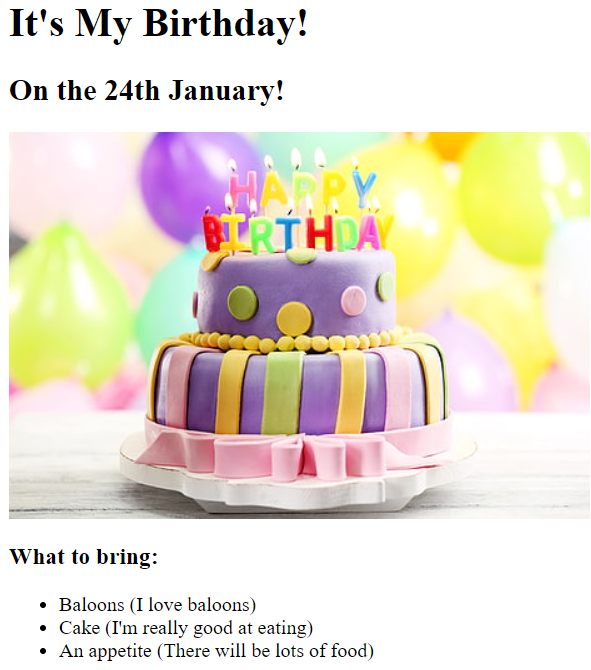 It's My Birthday!
On the 24th January!
HAPPY
BIRTHDAY
What to bring:
Baloons (I love baloons)
Cake (I'm really good at eating)
An appetite (There will be lots of food)